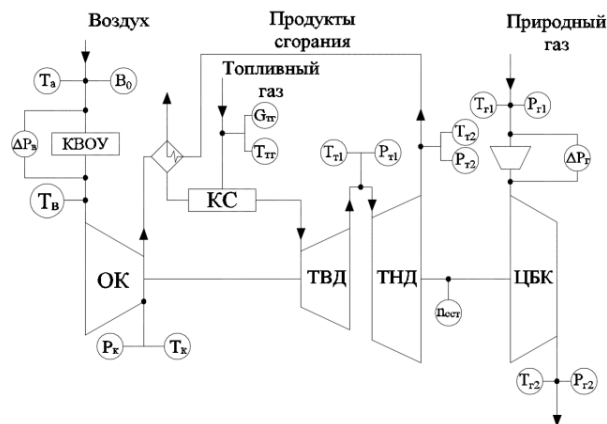 Воздух
Продукты
сгорания
Природный
газ
Топливный
газ
Tа
B₀
Gтг
Tтг
Tг1
Pг1
ΔPв
КВОУ
Tт1
Pт1
Tт2
Pт2
ΔPг
Tв
КС
ОК
ТВД
ТНД
ЦБК
nсст
Pк
Tк
Tг2
Pг2